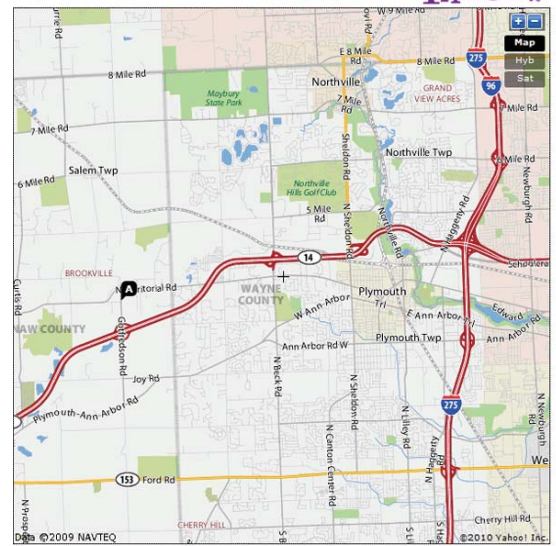 W 9 Mile Rd
E 8 Mile
Rd
8 Mile Rd
8 Mile Rd
275
96
Map
Hyb
Sat
Northville
GRAND
VIEW ACRES
Maybury
State Park
7 Mile
Rd
7 Mile Rd
7 Mile Rd
Salem Twp
Sheldon Rd
Northville Twp
6 Mile Rd
6 Mile Rd
Newburgh Rd
Northville
Hills Golf Club
5 Mile
Rd
N Sheldon Rd
Northville Rd
N Haggerty Rd
14
BROOKVILLE
A
WAYNE
COUNTY
Plymouth
Curtis Rd
NAW COUNTY
Gotfredson Rd
W Ann Arbor
Trl
E Ann Arbor Trl
Edward
Plymouth Twp
Ann Arbor Rd
Ann Arbor Rd W
Joy Rd
Plymouth-Ann Arbor Rd
N Beck Rd
N Sheldon Rd
N Canton Center Rd
N Lilley Rd
N Haggerty
Rd
275
N Newburgh
Rd
We
153
Ford Rd
CHERRY HILL
Cherry Hill Rd
Data ©2009 NAVTEQ
©2010 Yahoo! Inc